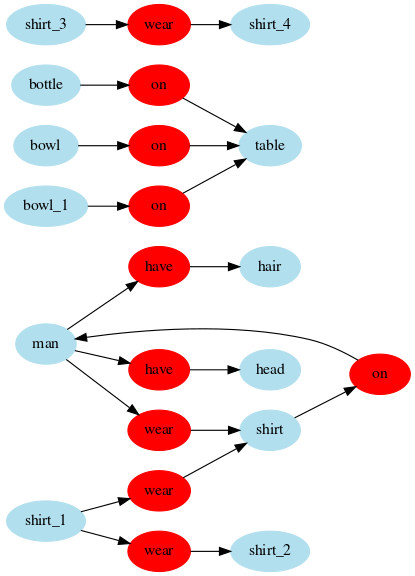 shirt_3 wear shirt_4
bottle on
bowl on table
bowl_1 on
have hair
man
have head on
wear shirt
wear
shirt_1
wear shirt_2